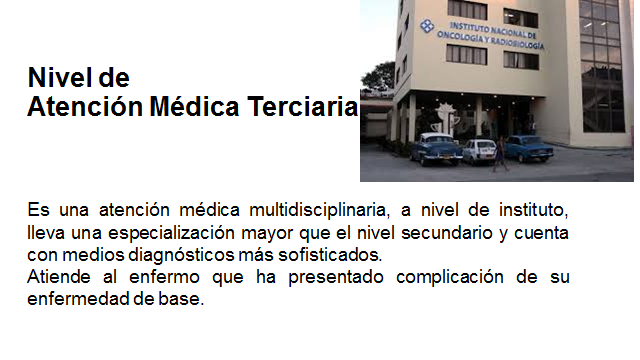 INSTITUTO NACIONAL DE
ONCOLOGÍA Y RADIOBIOLOGÍA
Nivel de
Atención Médica Terciaria
Es una atención médica multidisciplinaria, a nivel de instituto,
lleva una especialización mayor que el nivel secundario y cuenta
con medios diagnósticos más sofisticados.
Atiende al enfermo que ha presentado complicación de su
enfermedad de base.